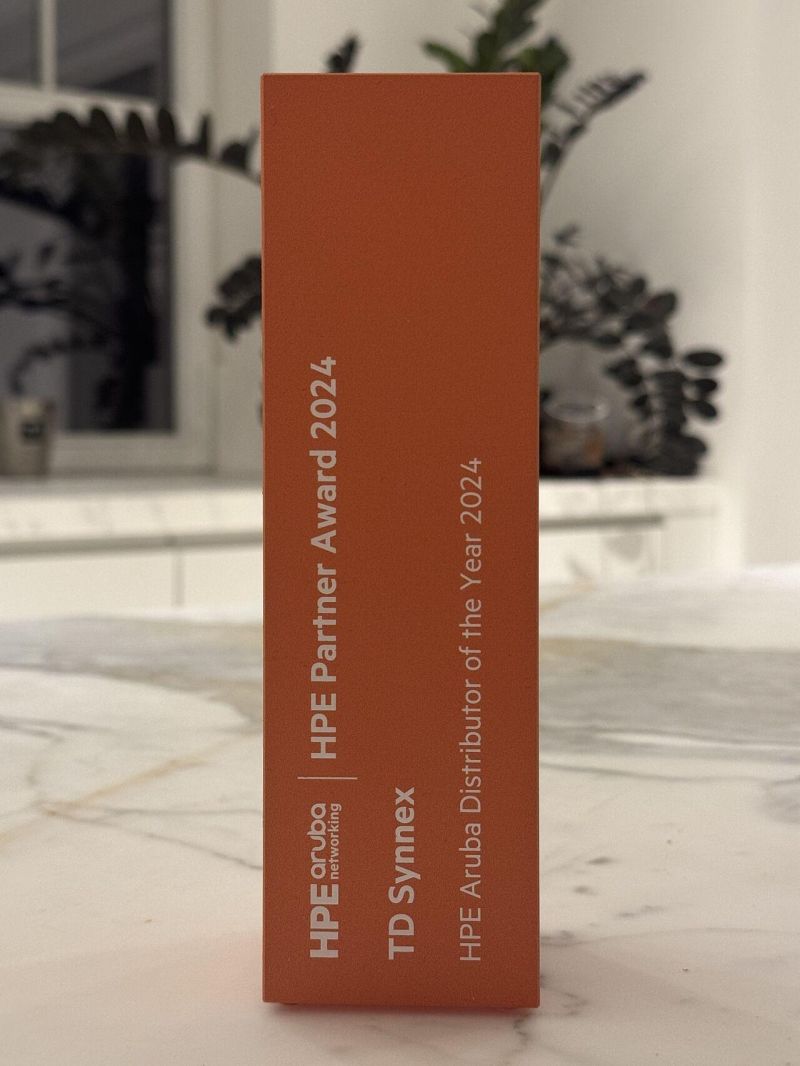 HPE aruba networking | HPE Partner Award 2024
TD Synnex
HPE Aruba Distributor of the Year 2024